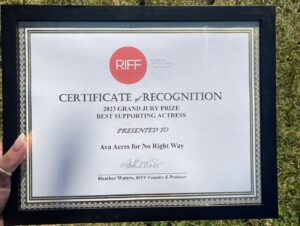 RIFF
CERTIFICATE of RECOGNITION
2023 GRAND JURY PRIZE
BEST SUPPORTING ACTRESS
PRESENTED TO
Ava Acres for No Right Way
Heather Waters, RIFF Founder & Producer